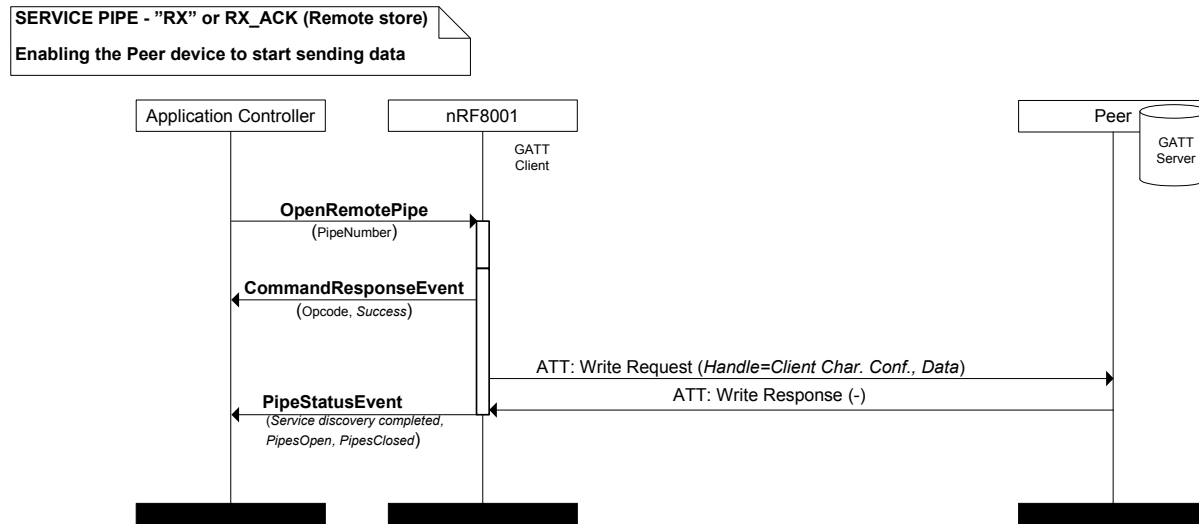 SERVICE PIPE - ”RX” or RX_ACK (Remote store)
Enabling the Peer device to start sending data
Application Controller
nRF8001
Peer
GATT
Client
GATT
Server
OpenRemotePipe
(PipeNumber)
CommandResponseEvent
(Opcode, Success)
ATT: Write Request (Handle=Client Char. Conf., Data)
ATT: Write Response (-)
PipeStatusEvent
(Service discovery completed,
PipesOpen, PipesClosed)